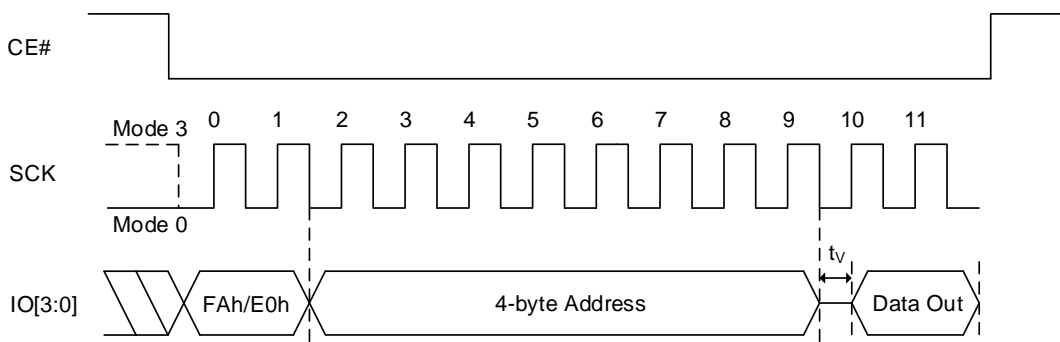 CE#
Mode 3
0 1 2 3 4 5 6 7 8 9 10 11
SCK
Mode 0
tV
IO[3:0]
FAh/E0h
4-byte Address
Data Out